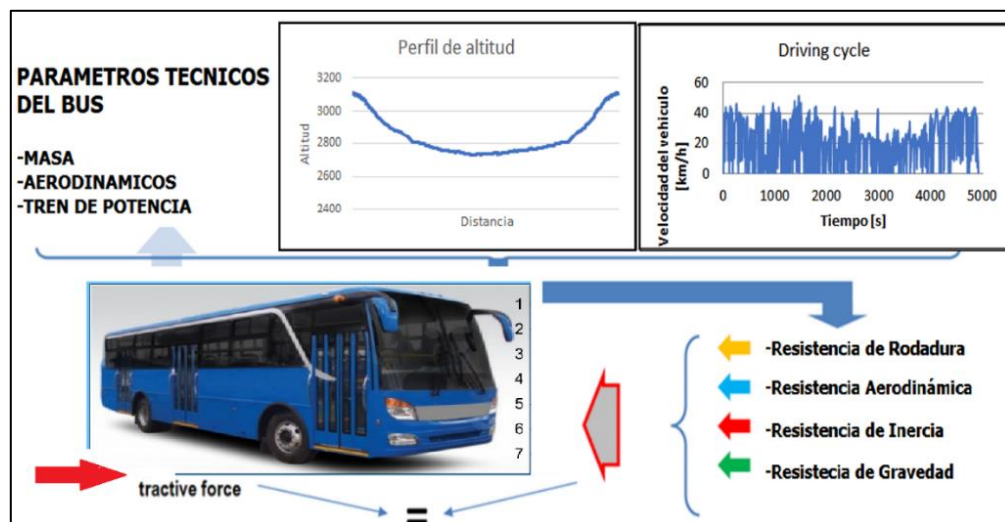 PARAMETROS TECNICOS
DEL BUS
-MASA
-AERODINAMICOS
-TREN DE POTENCIA
Perfil de altitud
Altitud
3200
3000
2800
2600
2400
Distancia
Driving cycle
Velocidad del vehiculo
[km/h]
60
40
20
0
0
1000
2000
3000
4000
5000
Tiempo [s]
1
2
3
4
5
6
7
-Resistencia de Rodadura
-Resistencia Aerodinámica
-Resistencia de Inercia
-Resistecia de Gravedad
tractive force
=